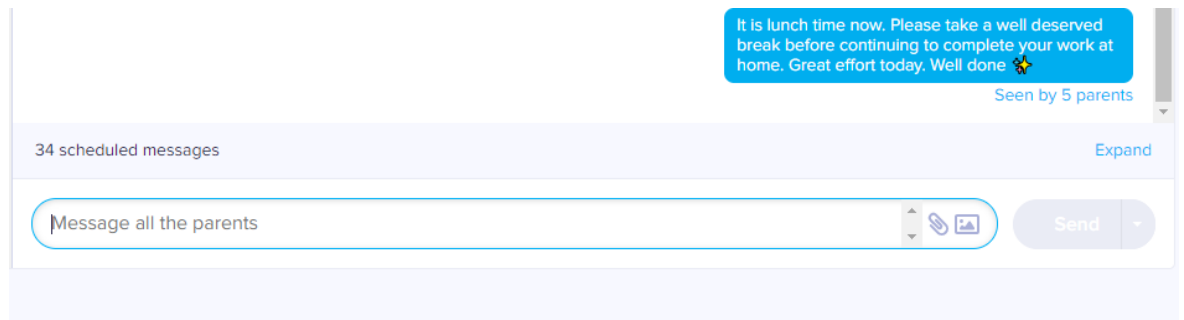 It is lunch time now. Please take a well deserved
break before continuing to complete your work at
home. Great effort today. Well done ✨
Seen by 5 parents
34 scheduled messages
Expand
Message all the parents
Send